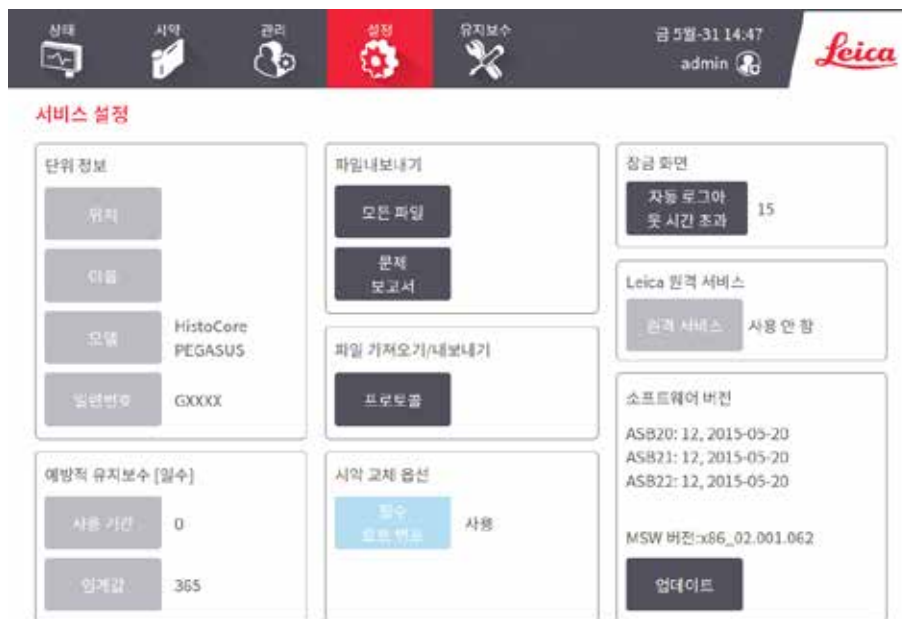 상태
시약
관리
설정
유지보수
금 5월-31 14:47
admin
Leica
서비스 설정
단위 정보
위치
이름
모델
HistoCore
PEGASUS
일련번호
GXXXX
예방적 유지보수 [일수]
사용 기간
0
임계값
365
파일내보내기
모든 파일
문제
보고서
파일 가져오기/내보내기
프로토콜
시약 교체 옵션
필수
로트 번호
사용
잠금 화면
자동 로그아
웃 시간 초과
15
Leica 원격 서비스
원격 서비스
사용 안 함
소프트웨어 버전
ASB20: 12, 2015-05-20
ASB21: 12, 2015-05-20
ASB22: 12, 2015-05-20
MSW 버전:x86_02.001.062
업데이트